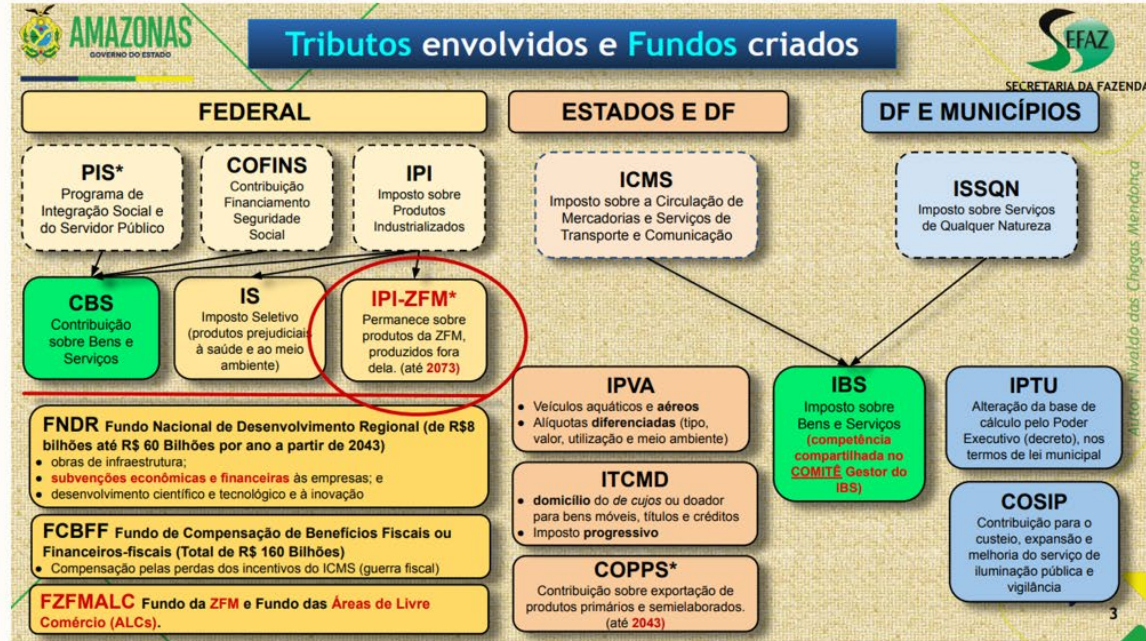 AMAZONAS
GOVERNO DO ESTADO
Tributos envolvidos e Fundos criados
SEFAZ
SECRETARIA DA FAZENDA
FEDERAL
ESTADOS E DF
DF E MUNICÍPIOS
PIS*
Programa de
Integração Social e
do Servidor Público
COFINS
Contribuição
Financiamento
Seguridade
Social
IPI
Imposto sobre
Produtos
Industrializados
ICMS
Imposto sobre a Circulação de
Mercadorias e Serviços de
Transporte e Comunicação
ISSQN
Imposto sobre Serviços
de Qualquer Natureza
CBS
Contribuição
sobre Bens e
Serviços
IS
Imposto Seletivo
(produtos prejudiciais
à saúde e ao meio
ambiente)
IPI-ZFM*
Permanece sobre
produtos da ZFM,
produzidos fora
dela. (até 2073)
FNDR Fundo Nacional de Desenvolvimento Regional (de R$8
bilhões até R$ 60 Bilhões por ano a partir de 2043)
● obras de infraestrutura;
● subvenções econômicas e financeiras às empresas; e
● desenvolvimento científico e tecnológico e à inovação
FCBFF Fundo de Compensação de Benefícios Fiscais ou
Financeiros-fiscais (Total de R$ 160 Bilhões)
● Compensação pelas perdas dos incentivos do ICMS (guerra fiscal)
FZFMALC Fundo da ZFM e Fundo das Áreas de Livre
Comércio (ALCs).
IPVA
● Veículos aquáticos e aéreos
● Alíquotas diferenciadas (tipo,
valor, utilização e meio ambiente)
ITCMD
● domicílio do de cujos ou doador
para bens móveis, títulos e créditos
● Imposto progressivo
COPPS*
Contribuição sobre exportação de
produtos primários e semielaborados.
(até 2043)
IBS
Imposto sobre
Bens e Serviços
(competência
compartilhada no
COMITÊ Gestor do
IBS)
IPTU
Alteração da base de
cálculo pelo Poder
Executivo (decreto), nos
termos de lei municipal
COSIP
Contribuição para o
custeio, expansão e
melhoria do serviço de
iluminação pública e
vigilância
Nivaldo das Chagas Mendonça
3